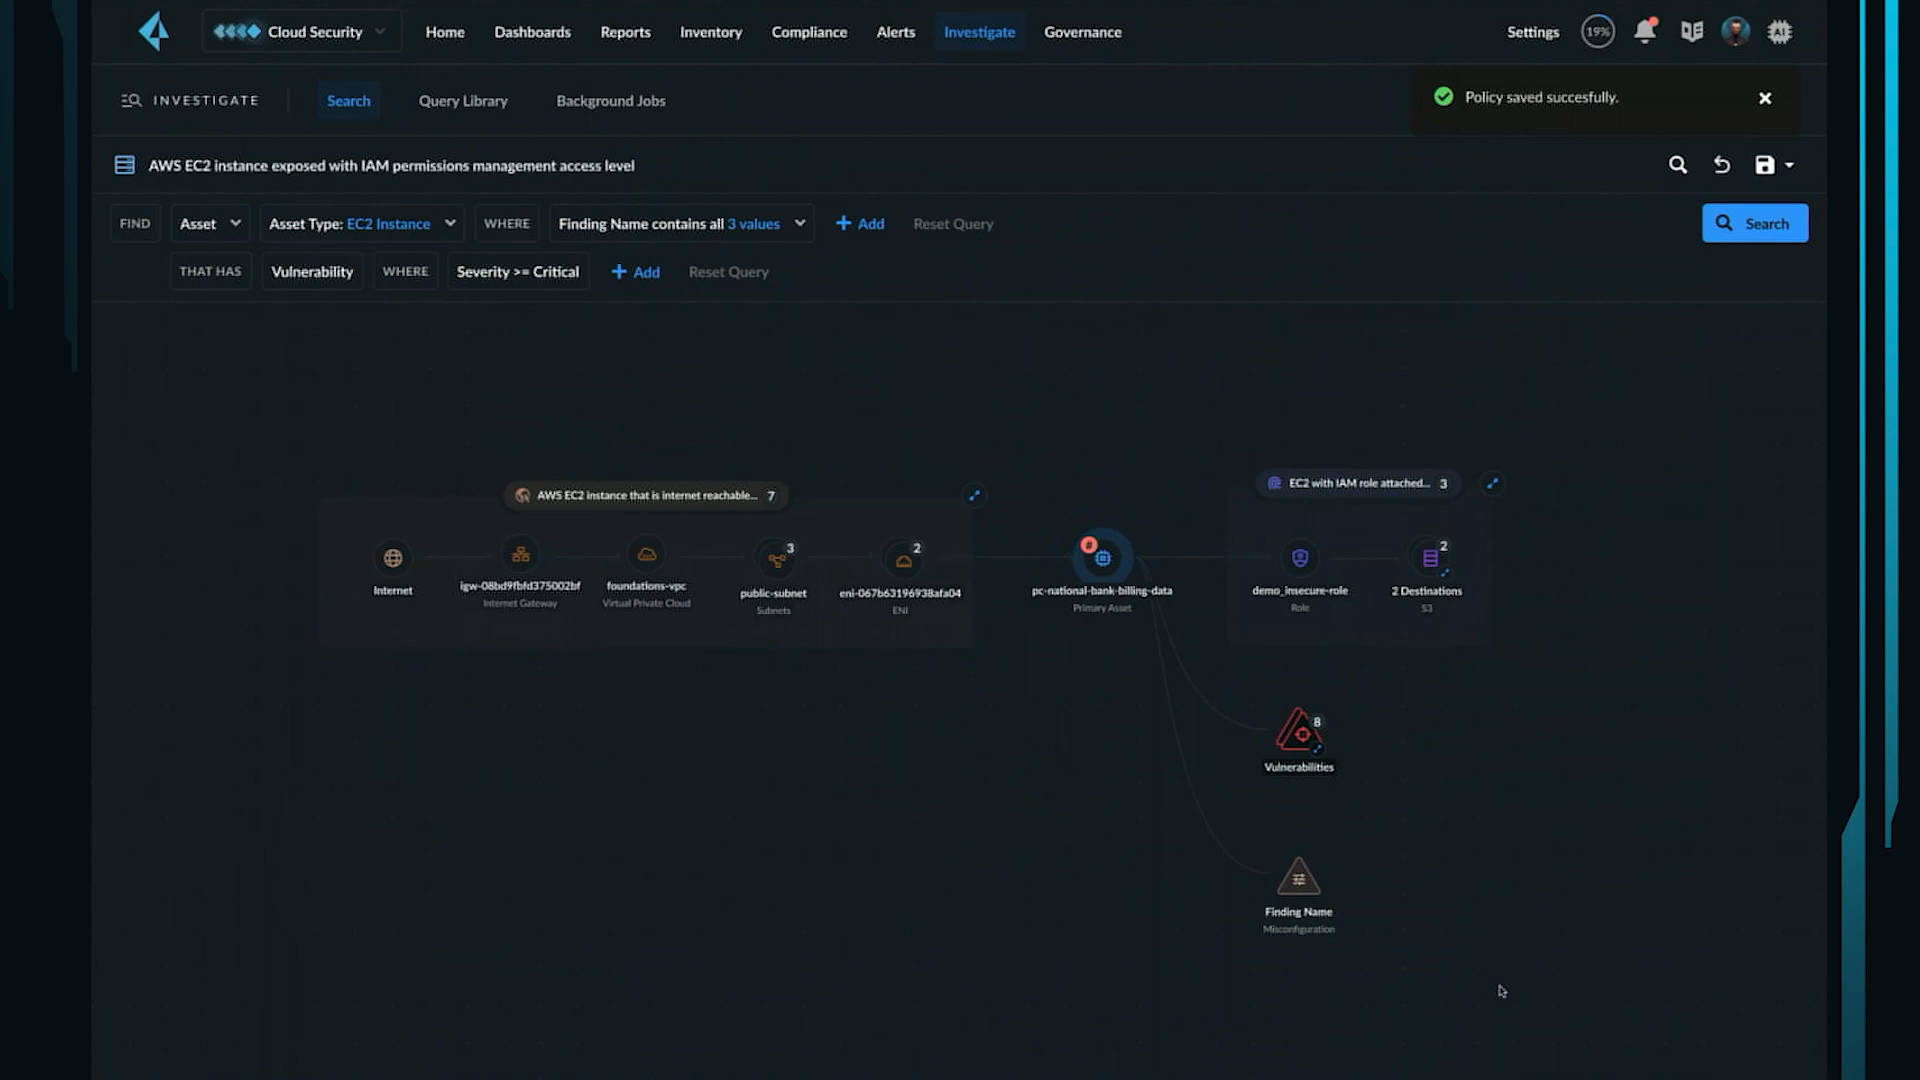 Cloud Security
Home
Dashboards
Reports
Inventory
Compliance
Alerts
Investigate
Governance
Settings
19%
AI
INVESTIGATE
Search
Query Library
Background Jobs
Policy saved succesfully.
AWS EC2 instance exposed with IAM permissions management access level
FIND
Asset
Asset Type: EC2 Instance
WHERE
Finding Name contains all 3 values
Add
Reset Query
Search
THAT HAS
Vulnerability
WHERE
Severity >= Critical
Add
Reset Query
AWS EC2 instance that is internet reachable... 7
EC2 with IAM role attached... 3
Internet
igw-08bd9fbfd375002bf
Internet Gateway
foundations-vpc
Virtual Private Cloud
3
public-subnet
Subnets
2
eni-067b63196938afa04
ENI
#
pc-national-bank-billing-data
Primary Asset
demo_insecure-role
Role
2
2 Destinations
S3
8
Vulnerabilities
Finding Name
Misconfiguration